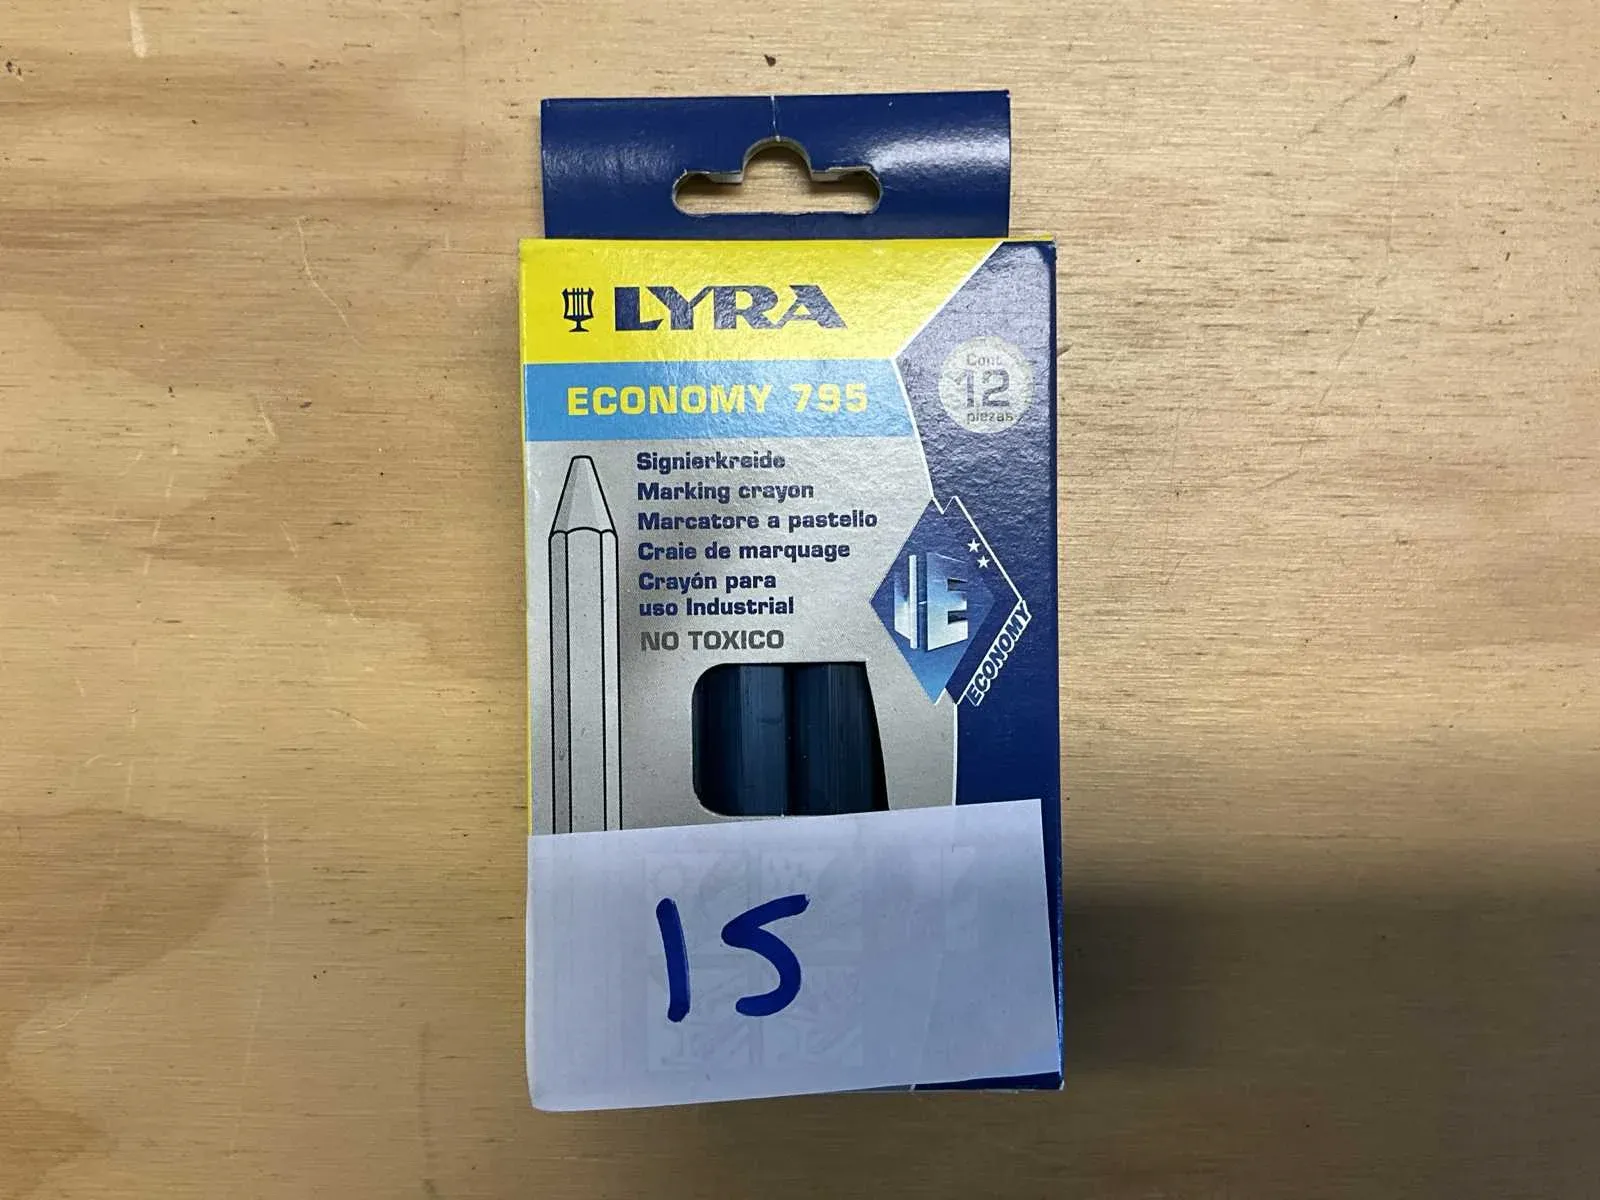 LYRA
ECONOMY 795
Cont.
12
piezas
Signierkreide
Marking crayon
Marcatore a pastello
Craie de marquage
Crayón para
uso Industrial
NO TOXICO
ECONOMY
15